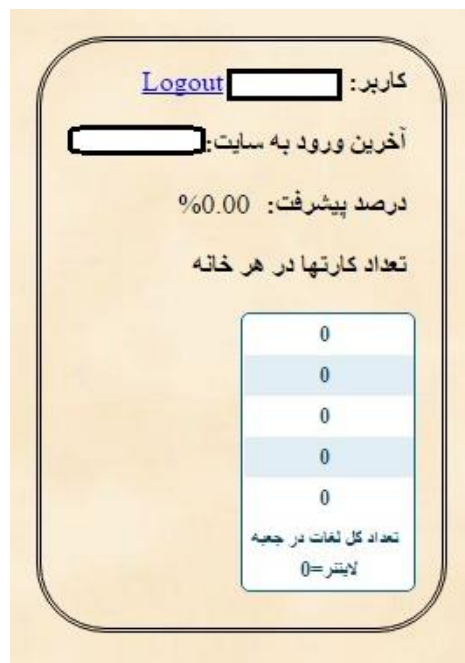 کاربر: Logout
آخرین ورود به سایت:
درصد پیشرفت: 0.00%
تعداد کارتها در هر خانه
0
0
0
0
0
تعداد کل لغات در جعبه
لایتنر=0